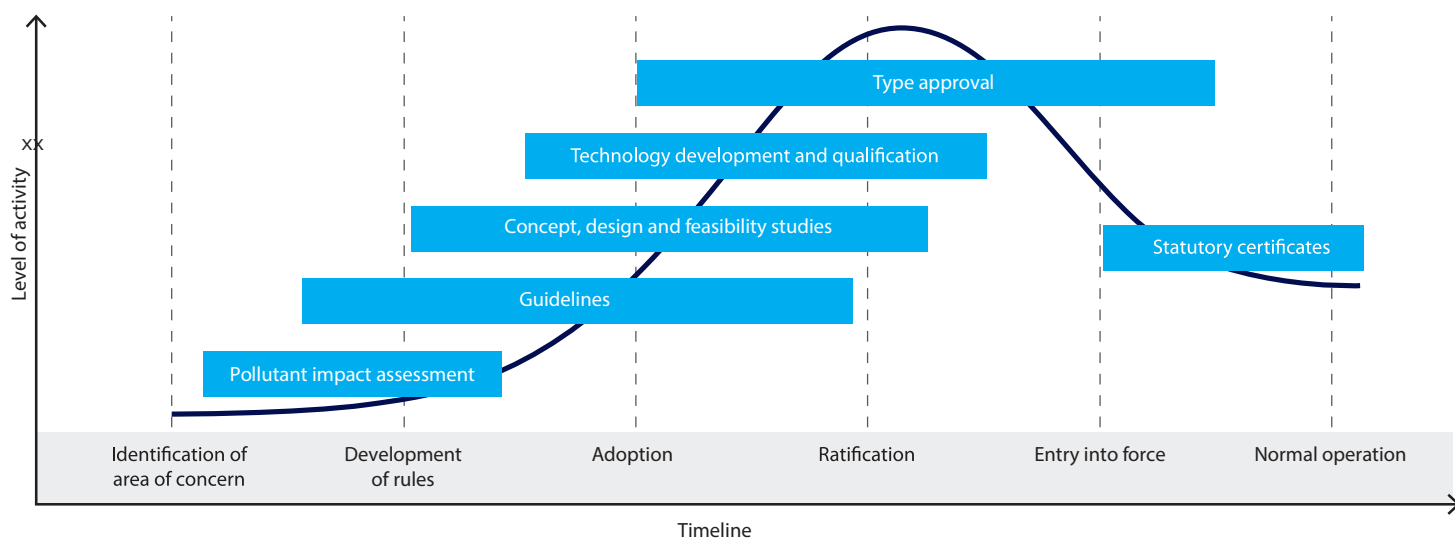 Type approval
xx
Technology development and qualification
Level of activity
Concept, design and feasibility studies
Statutory certificates
Guidelines
Pollutant impact assessment
Identification of
area of concern
Development
of rules
Adoption
Ratification
Entry into force
Normal operation
Timeline